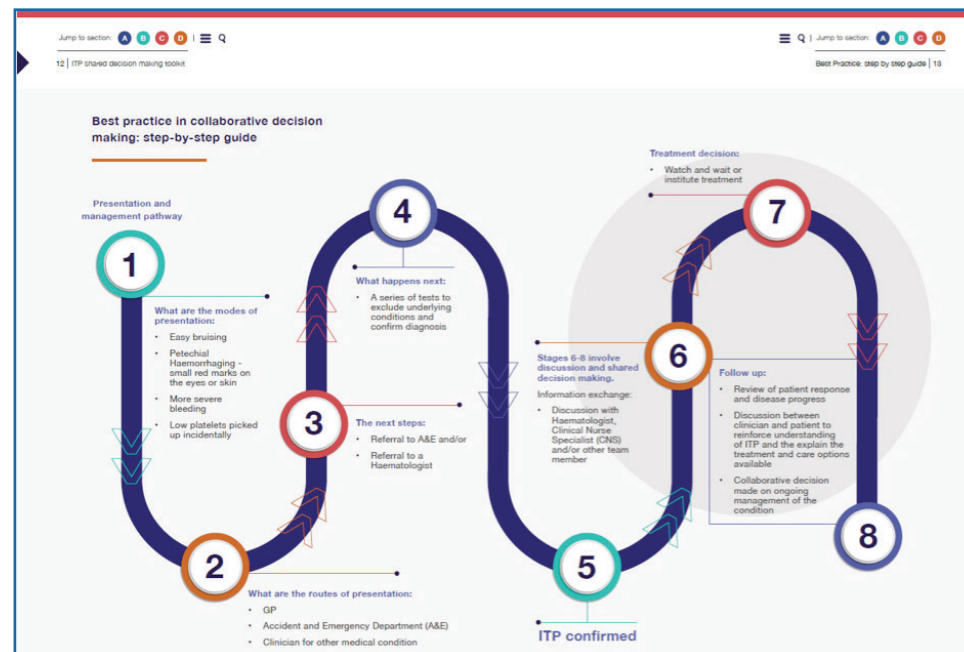 Jump to section: A B C D
12 | ITP shared decision making toolkit
Jump to section: A B C D
Best Practice: step by step guide | 13
Best practice in collaborative decision
making: step-by-step guide
Presentation and
management pathway
1
What are the modes of
presentation:
• Easy bruising
• Petechial
Haemorrhaging -
small red marks on
the eyes or skin
• More severe
bleeding
• Low platelets picked
up incidentally
2
What are the routes of presentation:
• GP
• Accident and Emergency Department (A&E)
• Clinician for other medical condition
3
The next steps:
• Referral to A&E and/or
• Referral to a
Haematologist
4
What happens next:
• A series of tests to
exclude underlying
conditions and
confirm diagnosis
5
ITP confirmed
Stages 6-8 involve
discussion and shared
decision making.
Information exchange:
• Discussion with
Haematologist,
Clinical Nurse
Specialist (CNS)
and/or other team
member
6
Treatment decision:
• Watch and wait or
institute treatment
7
Follow up:
• Review of patient response
and disease progress
• Discussion between
clinician and patient to
reinforce understanding
of ITP and the explain the
treatment and care options
available
• Collaborative decision
made on ongoing
management of the
condition
8